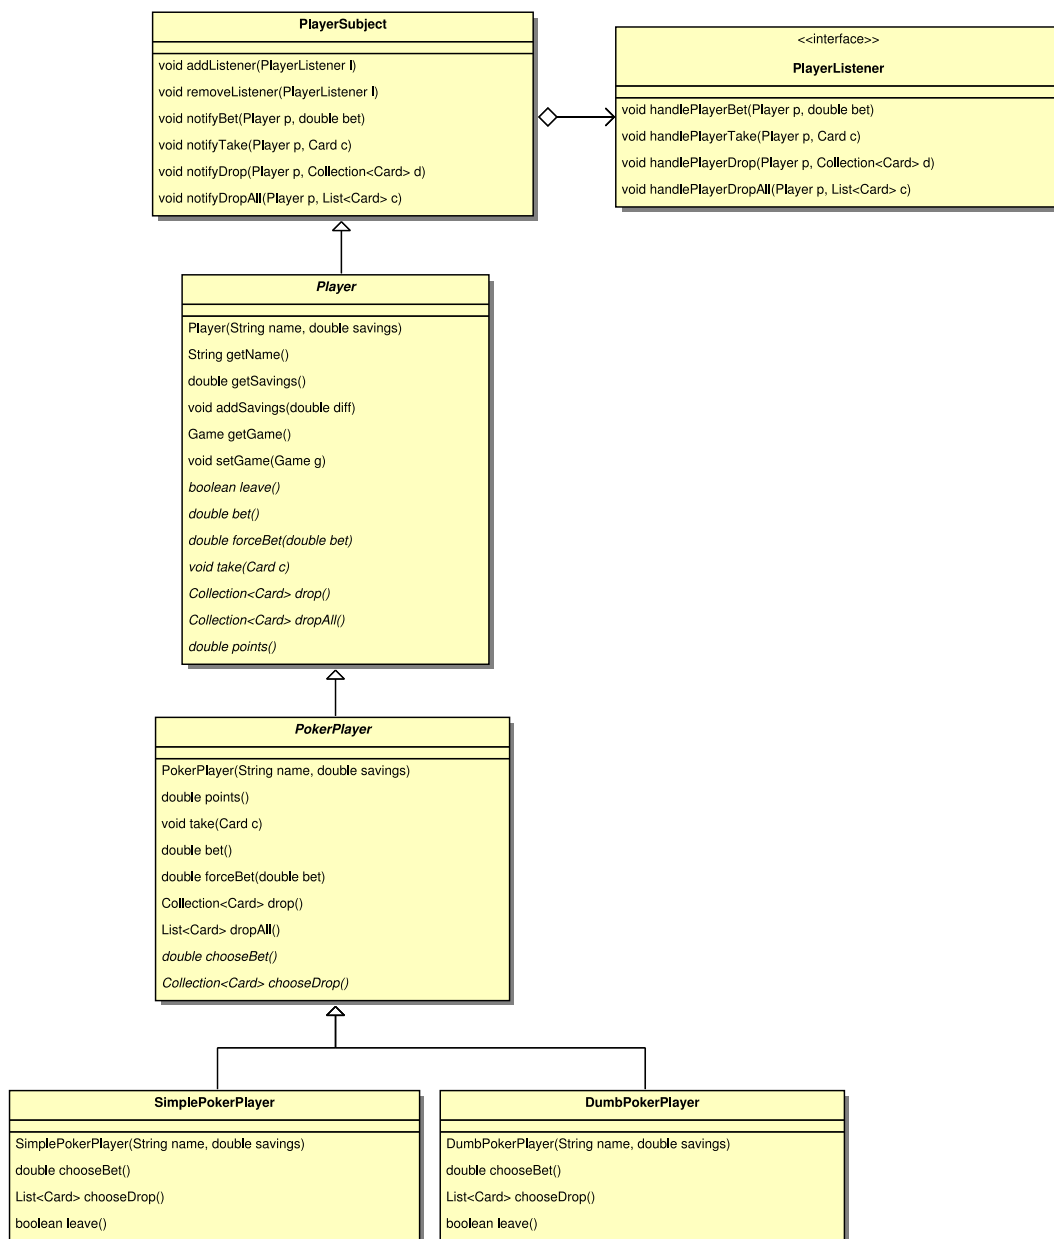 PlayerSubject
void addListener(PlayerListener l)
void removeListener(PlayerListener l)
void notifyBet(Player p, double bet)
void notifyTake(Player p, Card c)
void notifyDrop(Player p, Collection<Card> d)
void notifyDropAll(Player p, List<Card> c)
<<interface>>
PlayerListener
void handlePlayerBet(Player p, double bet)
void handlePlayerTake(Player p, Card c)
void handlePlayerDrop(Player p, Collection<Card> d)
void handlePlayerDropAll(Player p, List<Card> c)
Player
Player(String name, double savings)
String getName()
double getSavings()
void addSavings(double diff)
Game getGame()
void setGame(Game g)
boolean leave()
double bet()
double forceBet(double bet)
void take(Card c)
Collection<Card> drop()
Collection<Card> dropAll()
double points()
PokerPlayer
PokerPlayer(String name, double savings)
double points()
void take(Card c)
double bet()
double forceBet(double bet)
Collection<Card> drop()
List<Card> dropAll()
double chooseBet()
Collection<Card> chooseDrop()
SimplePokerPlayer
SimplePokerPlayer(String name, double savings)
double chooseBet()
List<Card> chooseDrop()
boolean leave()
DumbPokerPlayer
DumbPokerPlayer(String name, double savings)
double chooseBet()
List<Card> chooseDrop()
boolean leave()